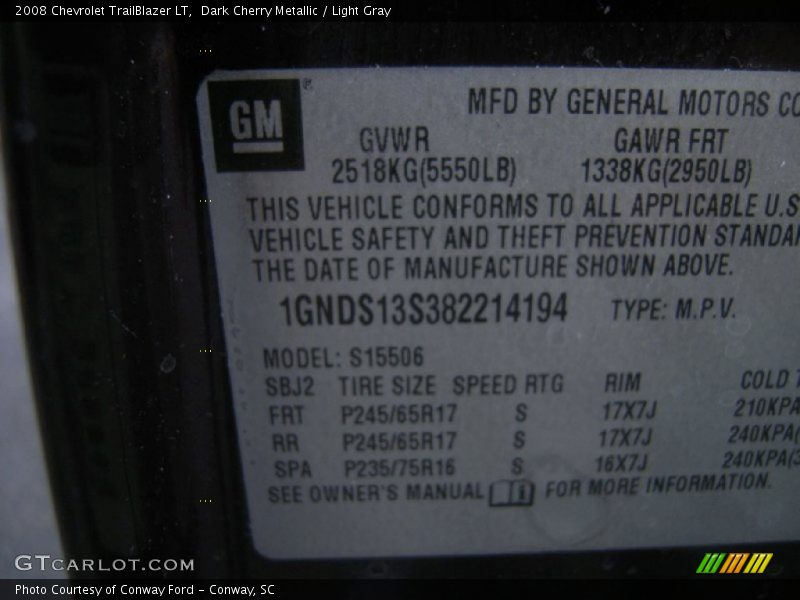 2008 Chevrolet TrailBlazer LT, Dark Cherry Metallic / Light Gray
GM ®
MFD BY GENERAL MOTORS CO
GVWR GAWR FRT
2518KG(5550LB) 1338KG(2950LB)
THIS VEHICLE CONFORMS TO ALL APPLICABLE U.S
VEHICLE SAFETY AND THEFT PREVENTION STANDAR
THE DATE OF MANUFACTURE SHOWN ABOVE.
1GNDS13S382214194 TYPE: M.P.V.
MODEL: S15506
SBJ2 TIRE SIZE SPEED RTG RIM COLD T
FRT P245/65R17 S 17X7J 210KPA
RR P245/65R17 S 17X7J 240KPA(
SPA P235/75R16 S 16X7J 240KPA(3
SEE OWNER'S MANUAL FOR MORE INFORMATION.
GTCARLOT.COM
Photo Courtesy of Conway Ford - Conway, SC